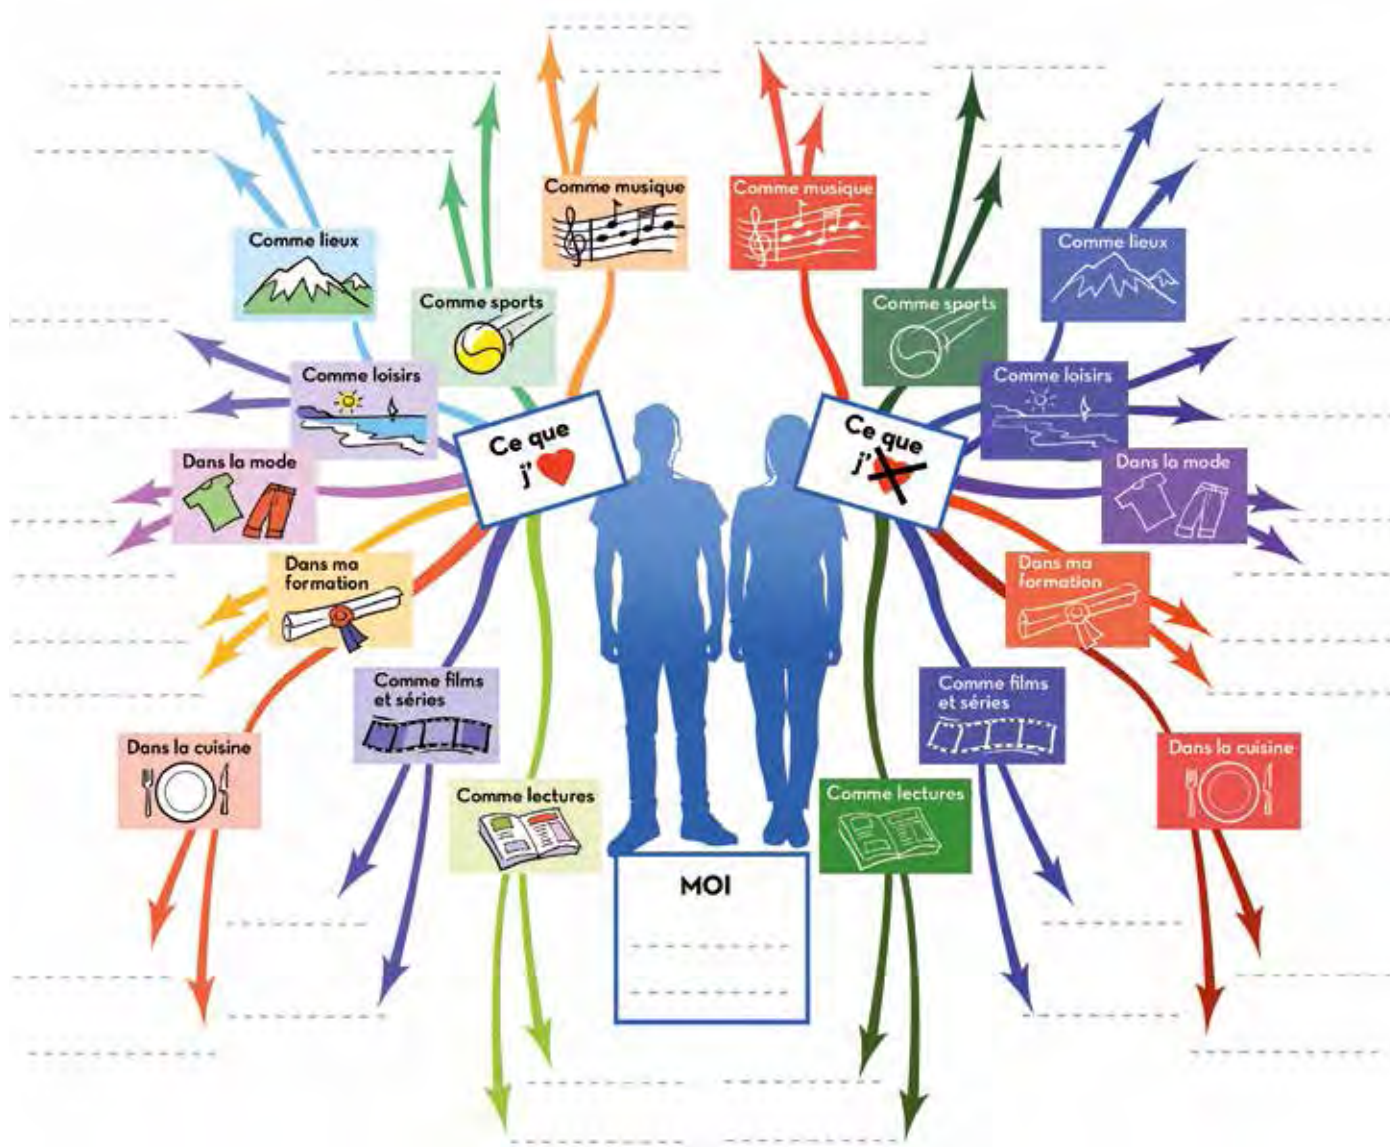 Comme musique
Comme musique
Comme lieux
Comme lieux
Comme sports
Comme sports
Comme loisirs
Comme loisirs
Ce que
j'
Ce que
j'
Dans la mode
Dans la mode
Dans ma
formation
Dans ma
formation
Comme films
et séries
Comme films
et séries
Dans la cuisine
Dans la cuisine
Comme lectures
Comme lectures
MOI